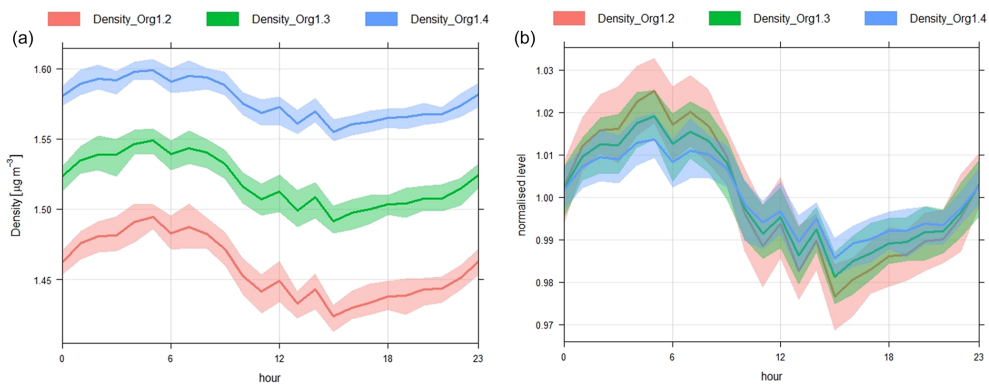 Density_Org1.2 Density_Org1.3 Density_Org1.4
(a)
1.60
1.55
1.50
1.45
Density [µg m⁻³]
0 6 12 18 23
hour
Density_Org1.2 Density_Org1.3 Density_Org1.4
(b)
1.03
1.02
1.01
1.00
0.99
0.98
0.97
normalised level
0 6 12 18 23
hour